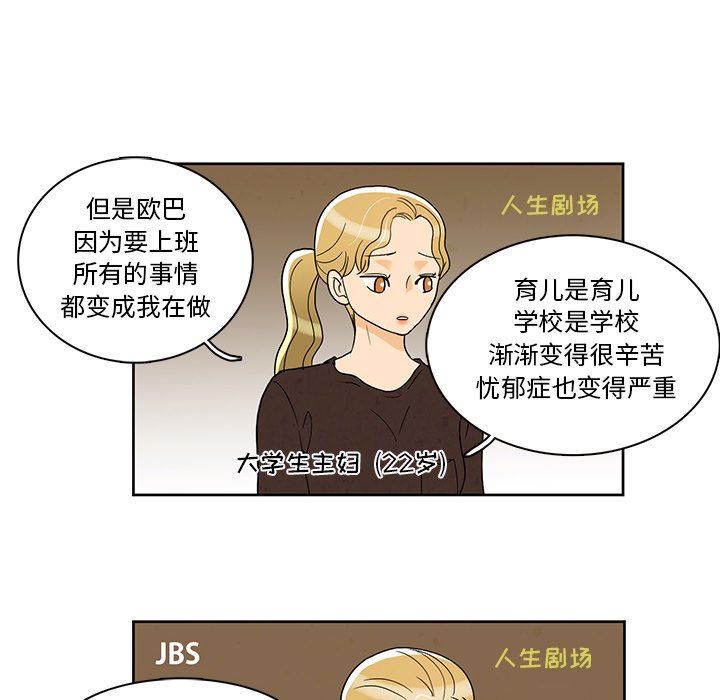 人生剧场
但是欧巴
因为要上班
所有的事情
都变成我在做
育儿是育儿
学校是学校
渐渐变得很辛苦
忧郁症也变得严重
大学生主妇 (22岁)
JBS
人生剧场